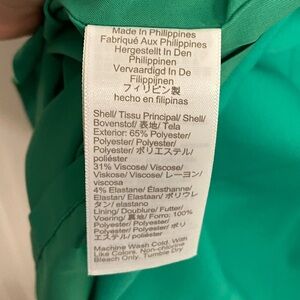 Made In Philippines
Fabriqué Aux Philippines
Hergestellt In Den
Philippinen
Vervaardigd In De
Filippijnen
フィリピン製
hecho en filipinas
Shell/ Tissu Principal/ Shell/
Bovenstof/ 表地/ Tela
Exterior: 65% Polyester/
Polyester/ Polyester/
Polyester/ ポリエステル/
poliéster
31% Viscose/ Viscose/
Viskose/ Viscose/ レーヨン/
viscosa
4% Elastane/ Élasthanne/
Elastan/ Elastaan/ ポリウレ
タン/ elastano
Lining/ Doublure/ Futter/
Voering/ 裏地/ Forro: 100%
Polyester/ Polyester/
Polyester/ Polyester/ ポリ
エステル/ poliéster
Machine Wash Cold, With
Like Colors. Non-Chlorine
Bleach Only. Tumble Dry